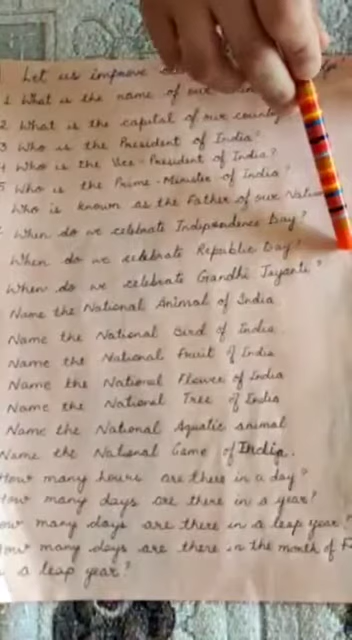 Let us improve
1 What is the name of our
2 What is the capital of our country
3 Who is the President of India?
4 Who is the Vice-President of India?
5 Who is the Prime-Minister of India?
Who is known as the Father of our Nation
When do we celebrate Independence Day?
When do we celebrate Republic Day?
When do we celebrate Gandhi Jayanti?
Name the National Animal of India
Name the National Bird of India.
Name the National Fruit of India
Name the National Flower of India
Name the National Tree of India
Name the National Aquatic animal
Name the National Game of India.
How many hours are there in a day?
How many days are there in a year?
How many days are there in a leap year?
How many days are there in the month of F
a leap year?